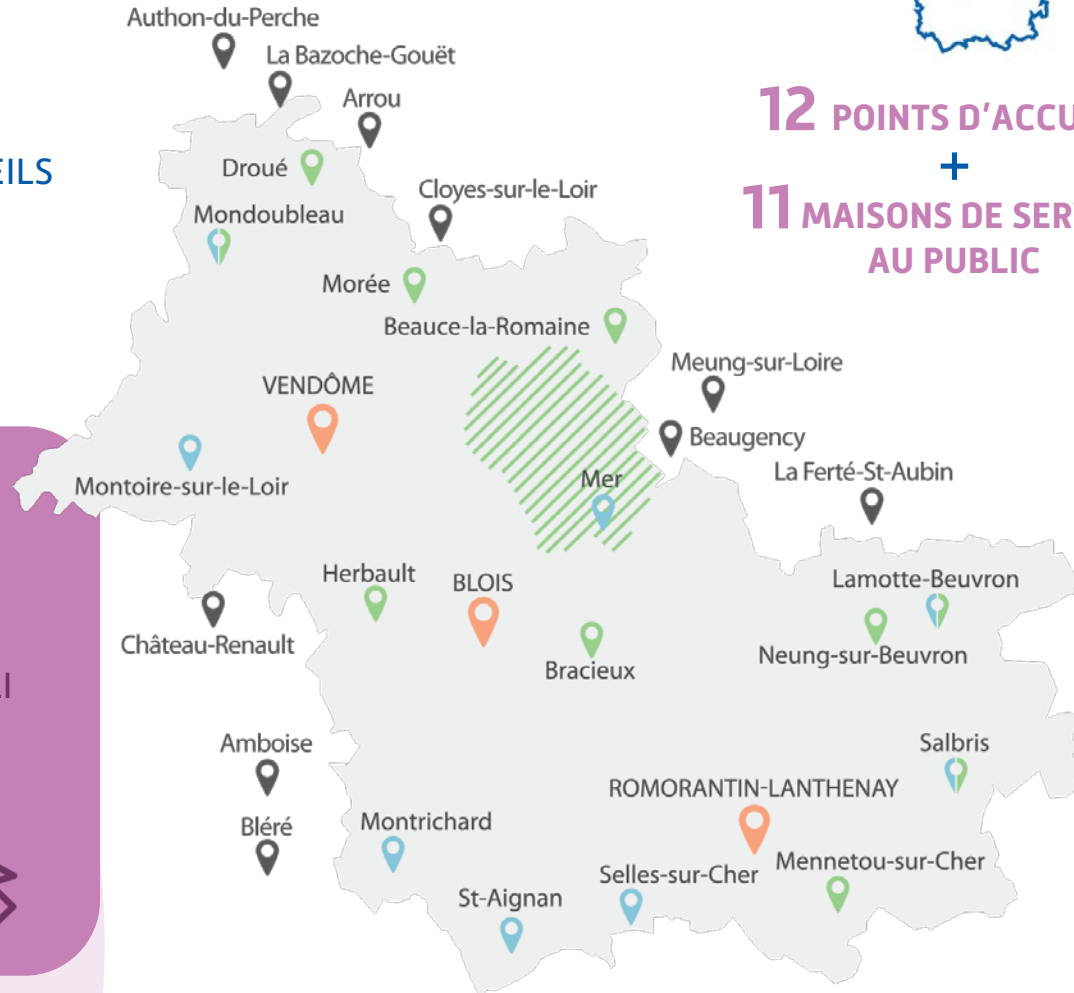 Authon-du-Perche
La Bazoche-Gouët
Arrou
12 POINTS D'ACCU
+
11 MAISONS DE SER
AU PUBLIC
EILS
Droué
Cloyes-sur-le-Loir
Mondoubleau
Morée
Beauce-la-Romaine
Meung-sur-Loire
VENDÔME
Beaugency
La Ferté-St-Aubin
Mer
Montoire-sur-le-Loir
Herbault
BLOIS
Lamotte-Beuvron
Château-Renault
Bracieux
Neung-sur-Beuvron
Amboise
Salbris
ROMORANTIN-LANTHENAY
Bléré
Montrichard
Selles-sur-Cher
Mennetou-sur-Cher
St-Aignan